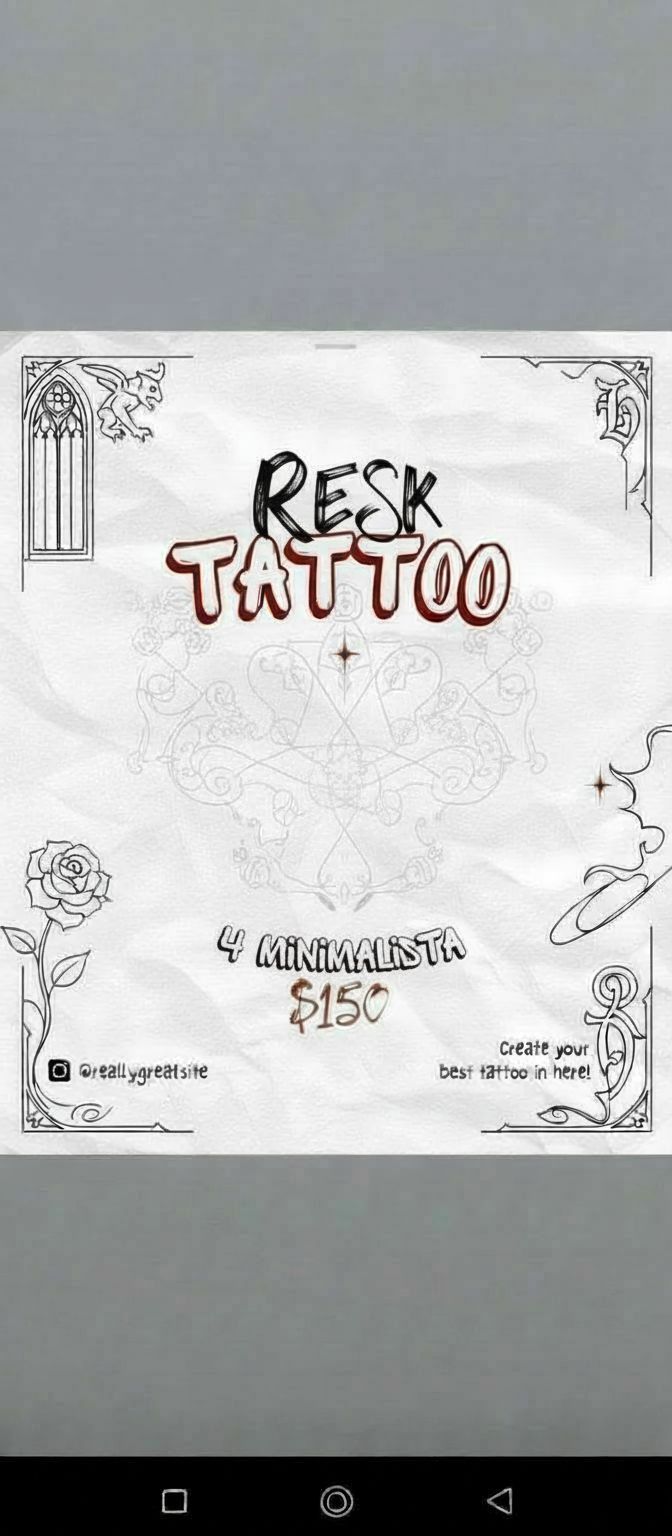 RESK
TATTOO
4 MINIMALISTA
$150
@reallygreatsite
Create your
best tattoo in here!